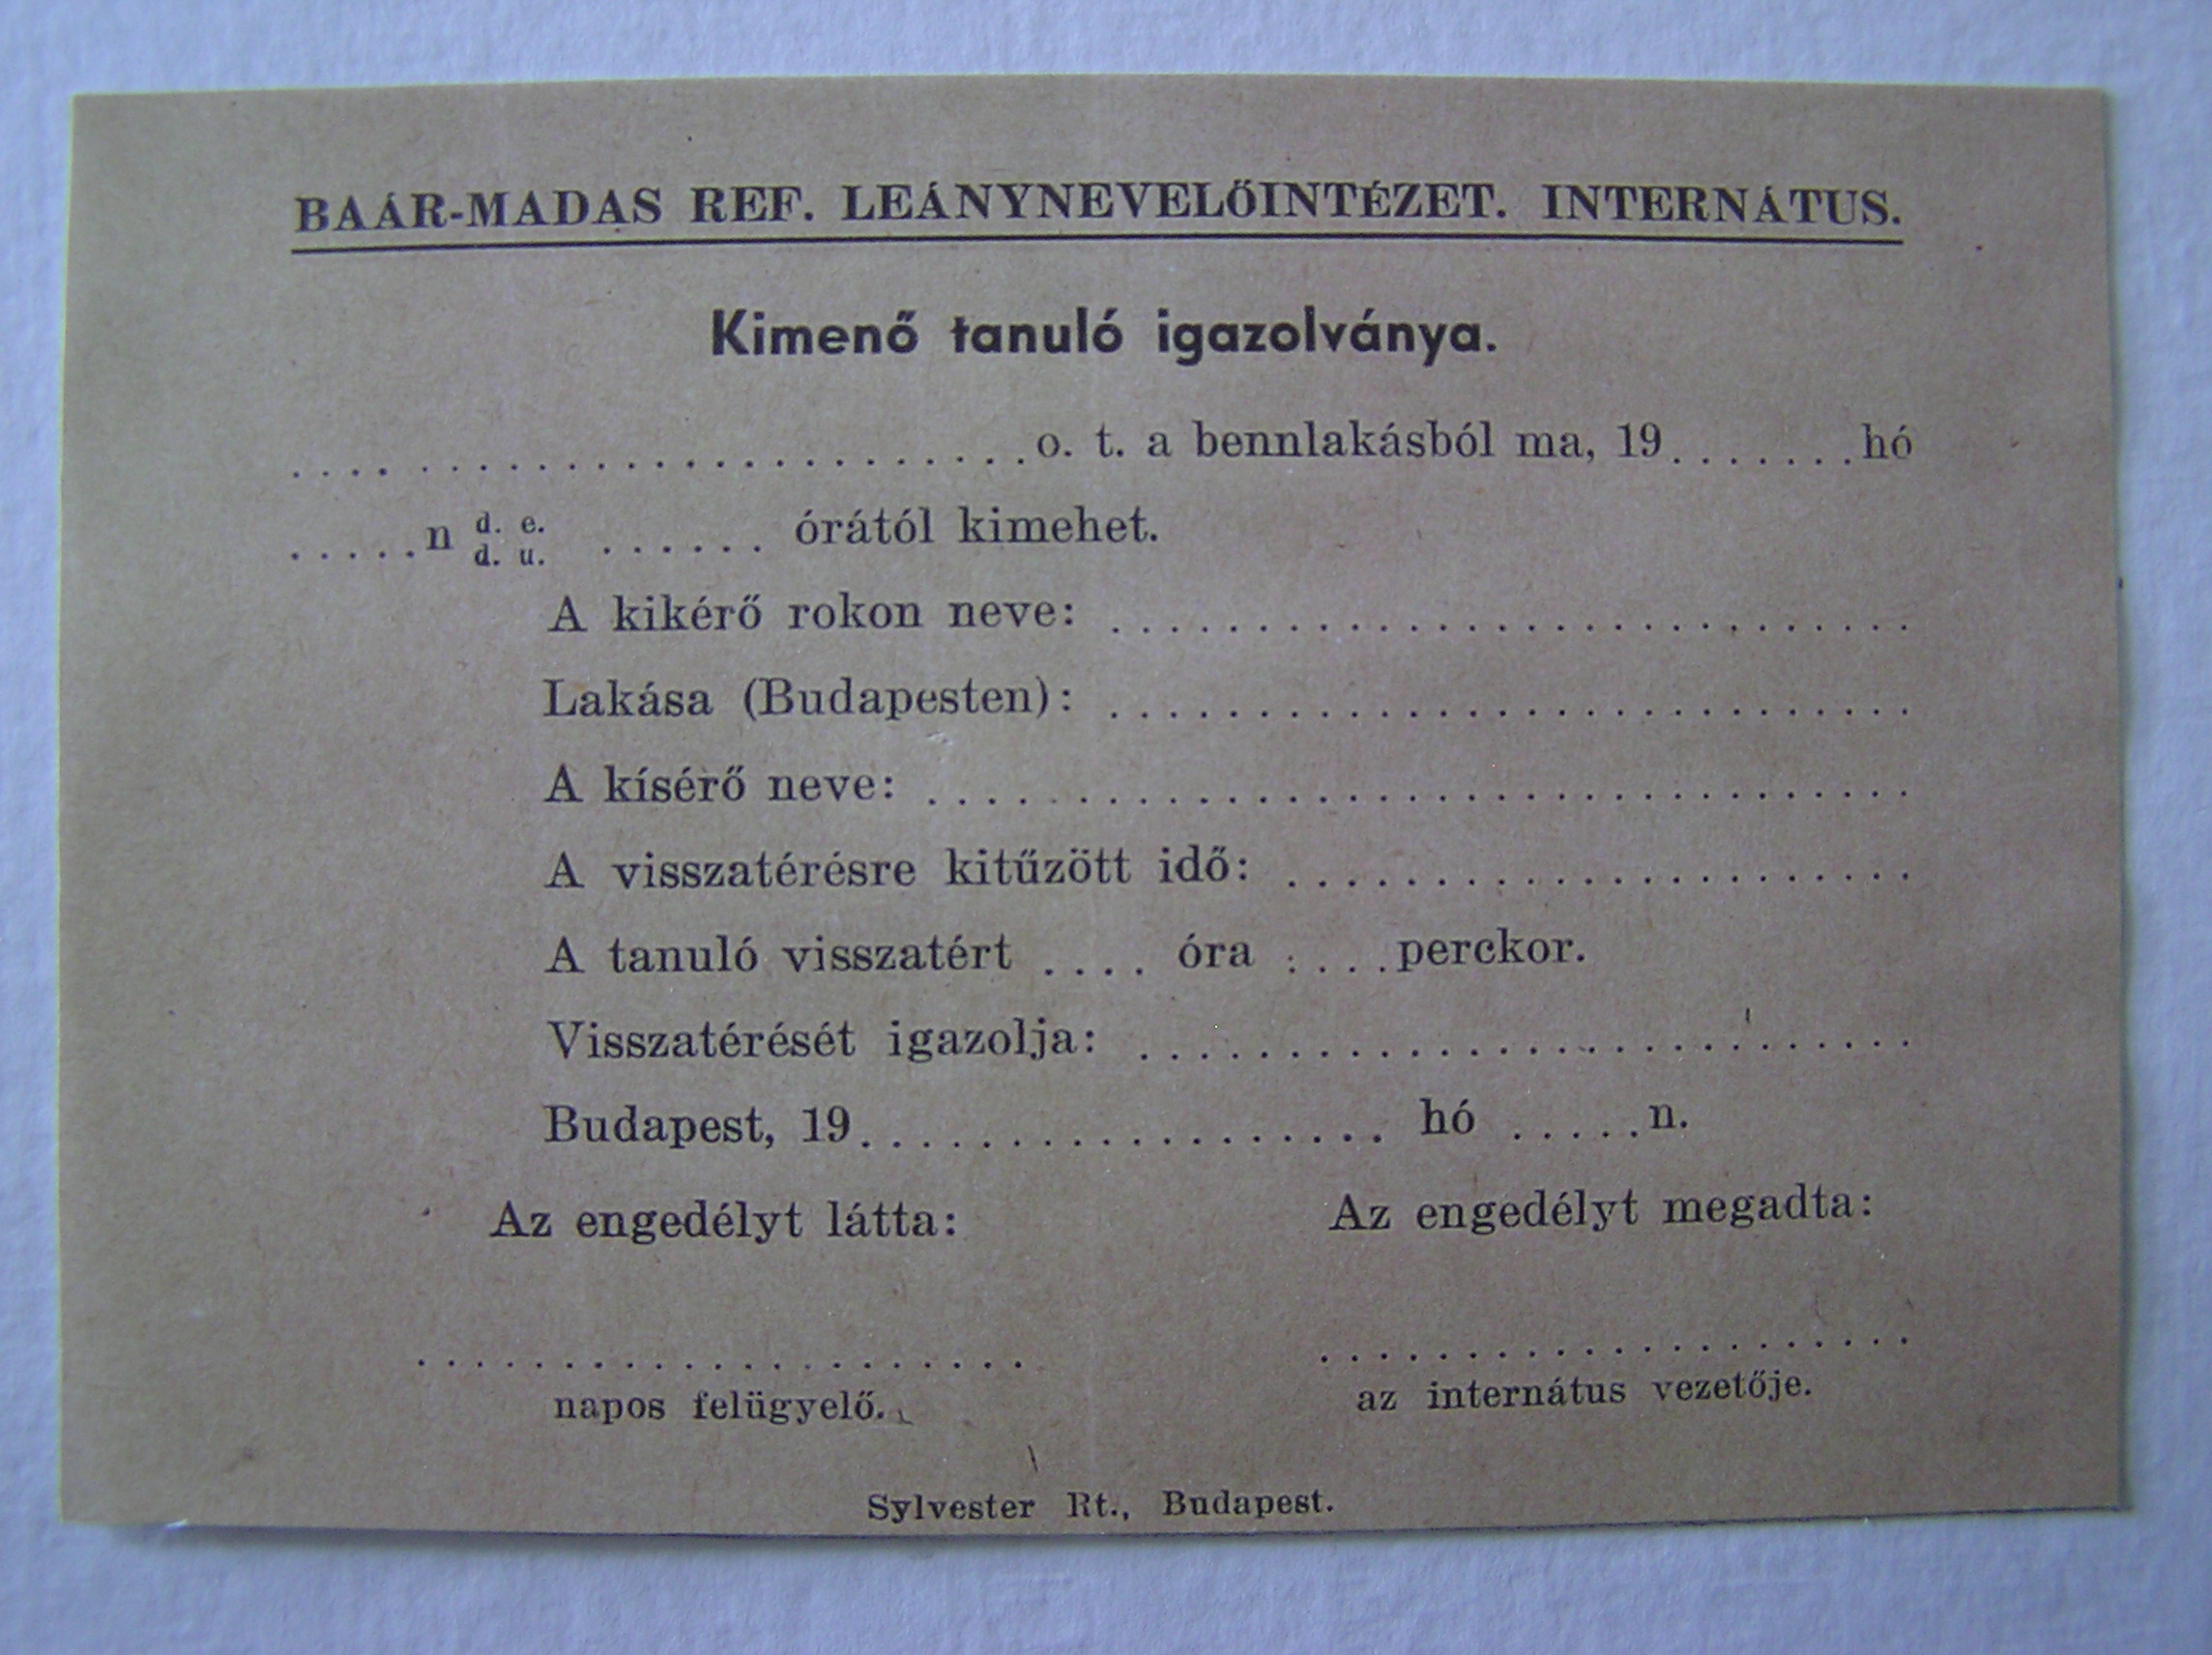 BAÁR-MADAS REF. LEÁNYNEVELŐINTÉZET. INTERNÁTUS.
Kimenő tanuló igazolványa.
.............................o. t. a bennlakásból ma, 19.......hó
.....n d. e. d. u. ...... órától kimehet.
A kikérő rokon neve: ...........................
Lakása (Budapesten): ...........................
A kísérő neve: .................................
A visszatérésre kitűzött idő: .....................
A tanuló visszatért .... óra ....perckor.
Visszatérését igazolja: ..........................
Budapest, 19.................. hó .....n.
Az engedélyt látta: Az engedélyt megadta:
..................... .....................
napos felügyelő. az internátus vezetője.
Sylvester Rt., Budapest.